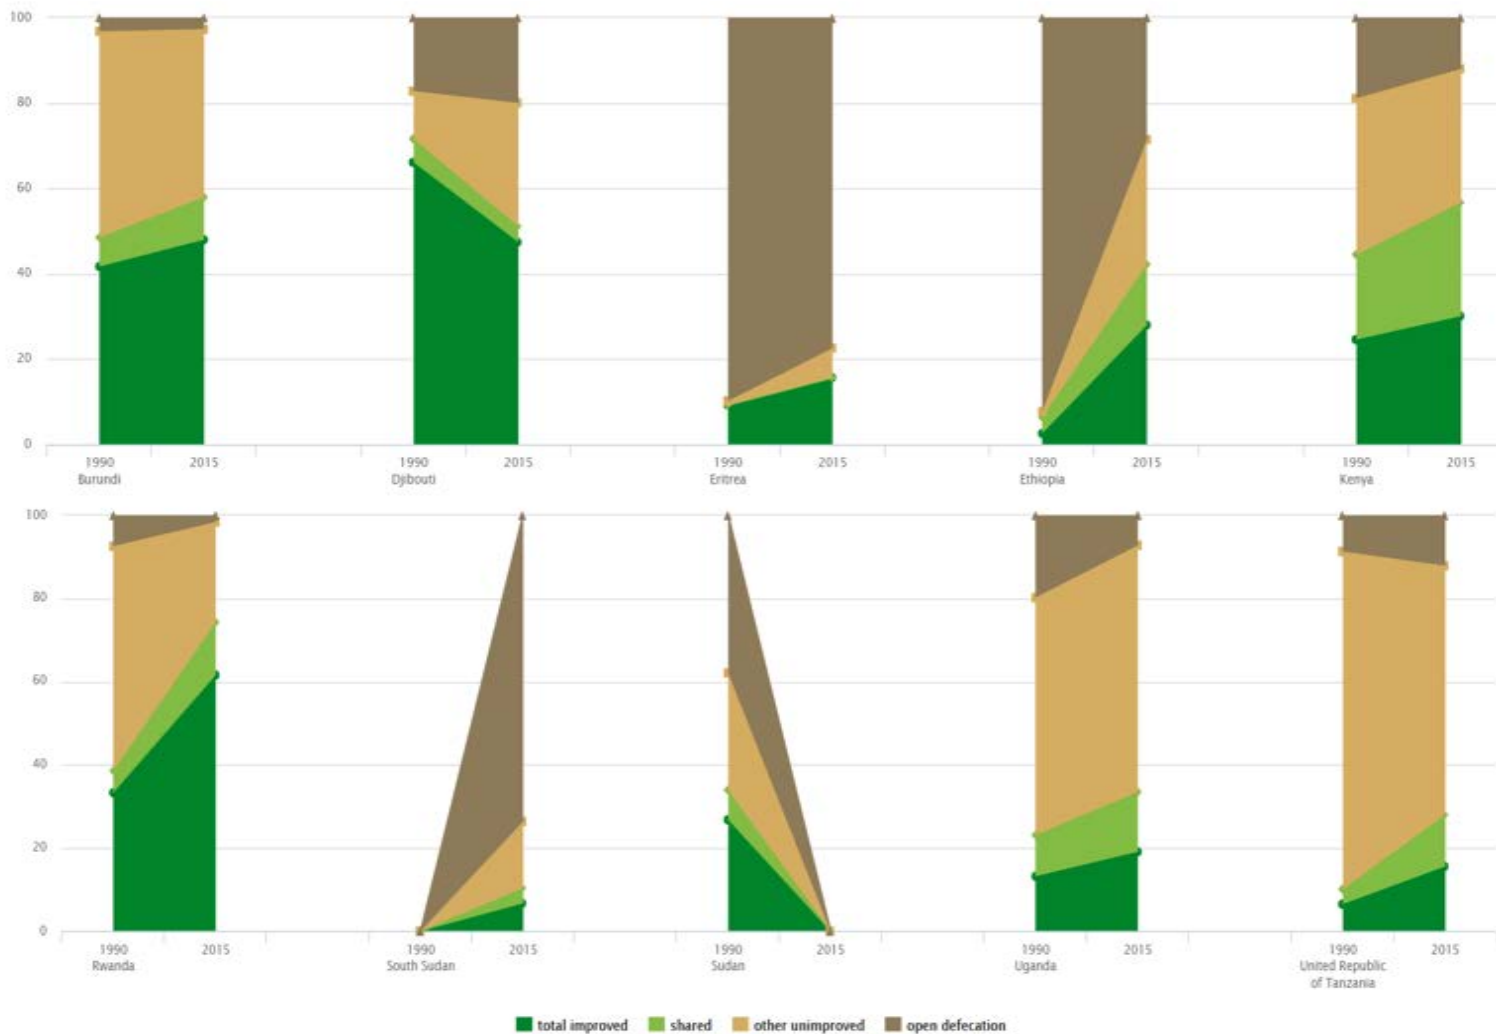 100
80
60
40
20
0
1990 2015 1990 2015 1990 2015 1990 2015 1990 2015
Burundi Djibouti Eritrea Ethiopia Kenya
100
80
60
40
20
0
1990 2015 1990 2015 1990 2015 1990 2015 1990 2015
Rwanda South Sudan Sudan Uganda United Republic
of Tanzania
total improved shared other unimproved open defecation